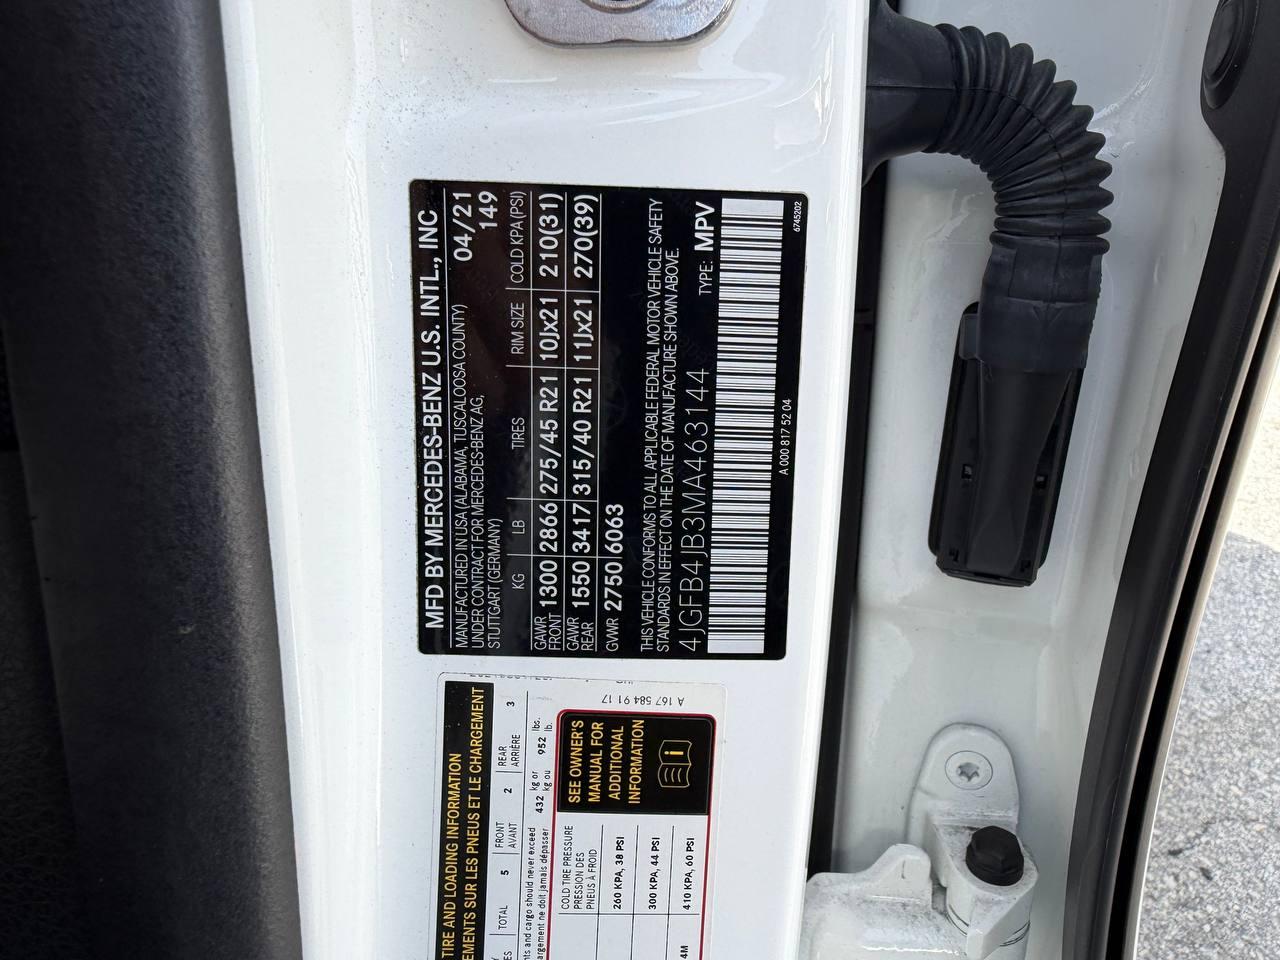 MFD BY MERCEDES-BENZ U.S. INTL., INC
MANUFACTURED IN USA (ALABAMA, TUSCALOOSA COUNTY) 04/21
UNDER CONTRACT FOR MERCEDES-BENZ AG, 149
STUTTGART (GERMANY)
KG LB TIRES RIM SIZE COLD KPA(PSI)
GAWR FRONT 1300 2866 275/45 R21 10Jx21 210(31)
GAWR REAR 1550 3417 315/40 R21 11Jx21 270(39)
GVWR 2750 6063
THIS VEHICLE CONFORMS TO ALL APPLICABLE FEDERAL MOTOR VEHICLE SAFETY
STANDARDS IN EFFECT ON THE DATE OF MANUFACTURE SHOWN ABOVE.
4JGFB4JB3MA463144 TYPE: MPV
A 000 817 52 04 6745202
TIRE AND LOADING INFORMATION
EMENTS SUR LES PNEUS ET LE CHARGEMENT
TOTAL 5 FRONT AVANT 2 REAR ARRIÈRE 3
nts and cargo should never exceed 432 kg or 952 lbs.
argement ne doit jamais dépasser kg ou lb.
COLD TIRE PRESSURE
PRESSION DES
PNEUS À FROID
260 KPA, 38 PSI
300 KPA, 44 PSI
4M 410 KPA, 60 PSI
SEE OWNER'S
MANUAL FOR
ADDITIONAL
INFORMATION
i
A 167 584 91 17